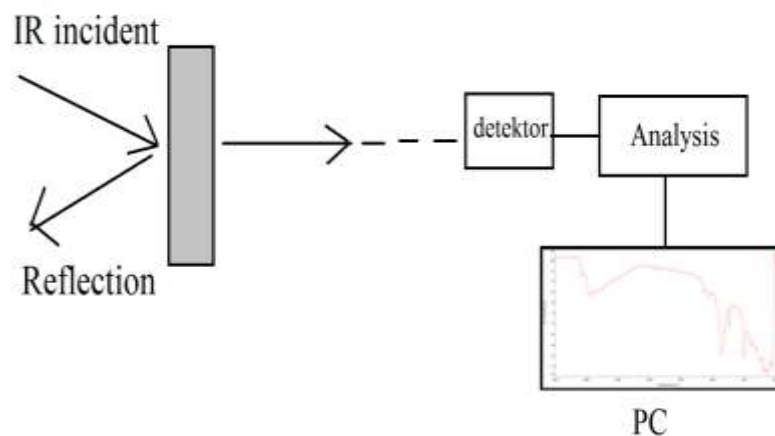 IR incident
detektor
Analysis
Reflection
PC